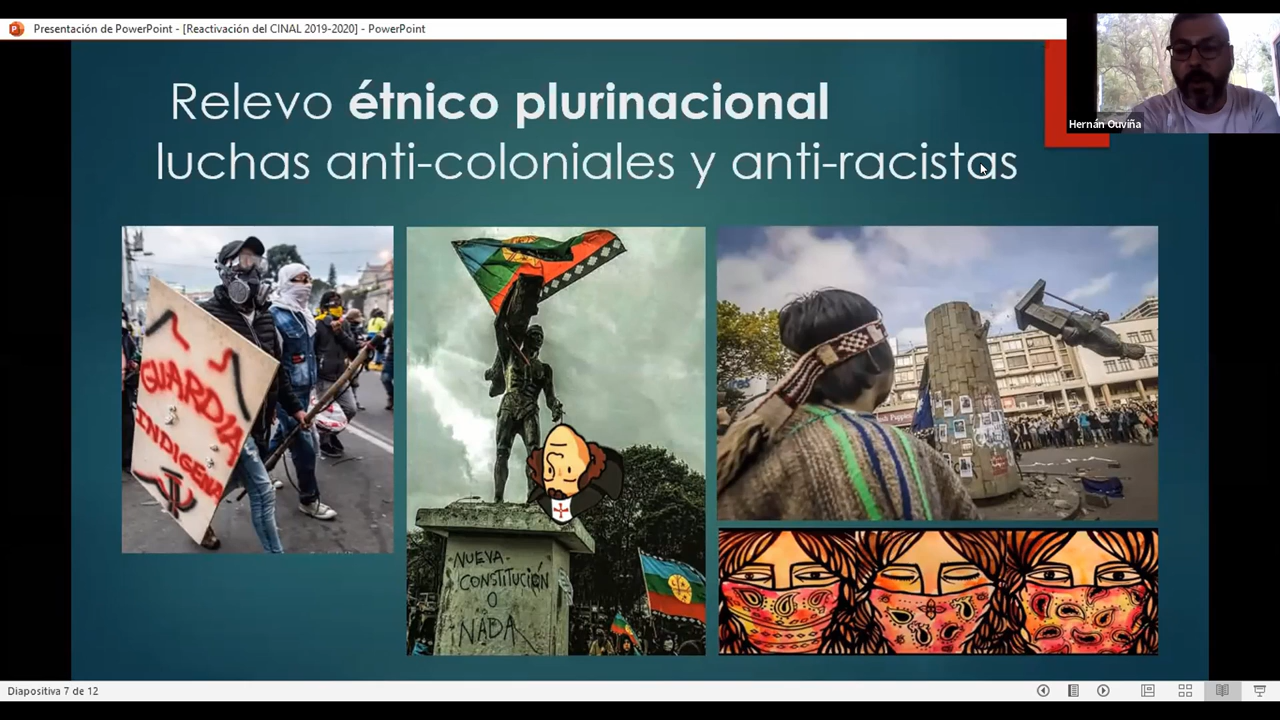 Presentación de PowerPoint - [Reactivación del CINAL 2019-2020] - PowerPoint
Hernán Ouviña
Relevo étnico plurinacional
luchas anti-coloniales y anti-racistas
GUARDIA
INDIGENA
NUEVA-
CONSTITUCIÓN
O
NADA
Diapositiva 7 de 12